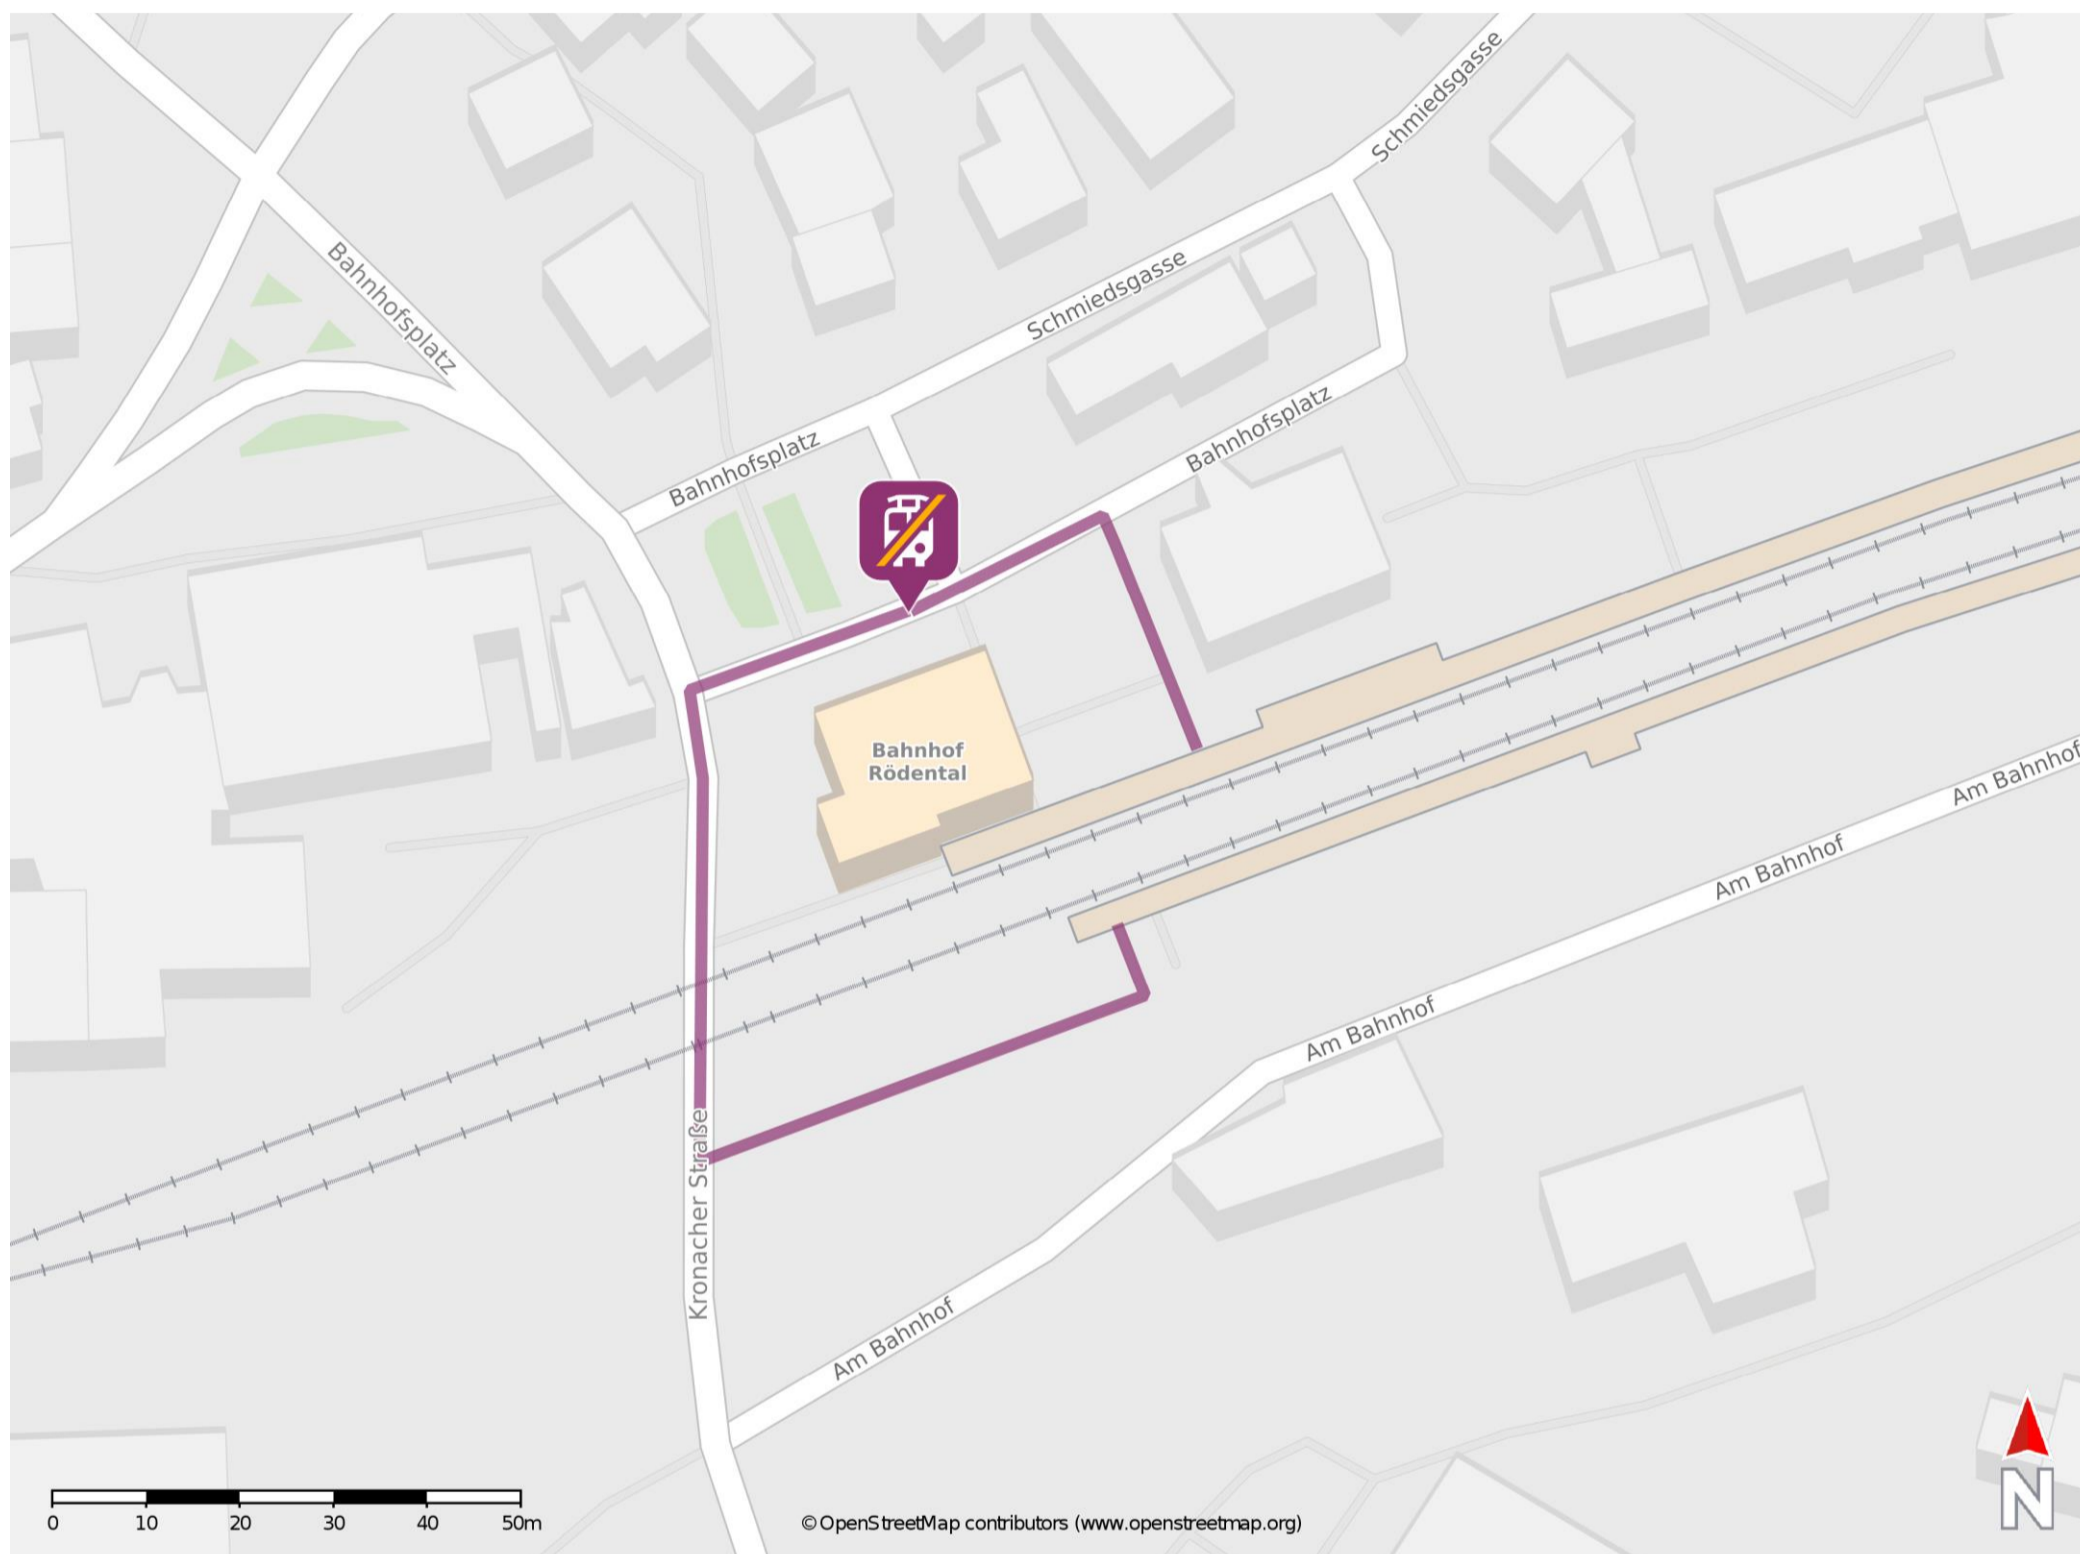 Schmiedsgasse
Bahnhofsplatz
Schmiedsgasse
Bahnhofsplatz
Bahnhofsplatz
Bahnhof
Rödental
Am Bahnhof
Am Bahnhof
Am Bahnhof
Kronacher Straße
Am Bahnhof
0 10 20 30 40 50m
© OpenStreetMap contributors (www.openstreetmap.org)
N